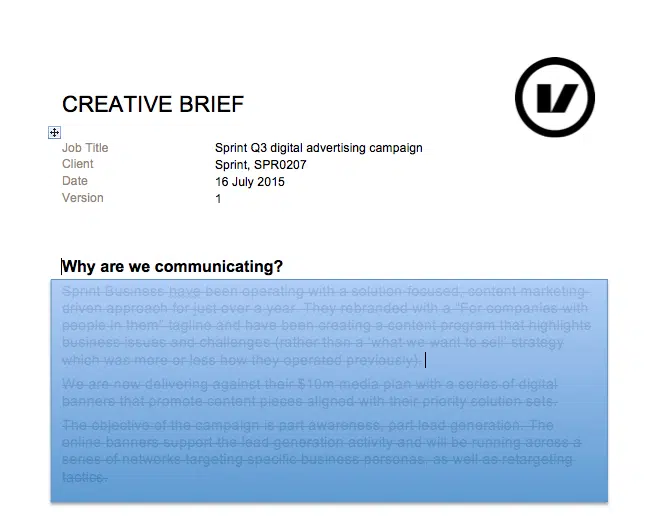 CREATIVE BRIEF
Job Title Sprint Q3 digital advertising campaign
Client Sprint, SPR0207
Date 16 July 2015
Version 1
Why are we communicating?
Sprint Business have been operating with a solution-focused, content marketing-
driven approach for just over a year. They rebranded with a "For companies with
people in them" tagline and have been creating a content program that highlights
business issues and challenges (rather than a 'what we want to sell' strategy
which was more or less how they operated previously).
We are now delivering against their $10m media plan with a series of digital
banners that promote content pieces aligned with their priority solution sets.
The objective of the campaign is part awareness, part lead generation. The
online banners support the lead generation activity and will be running across a
series of networks targeting specific business personas, as well as retargeting
tactics.